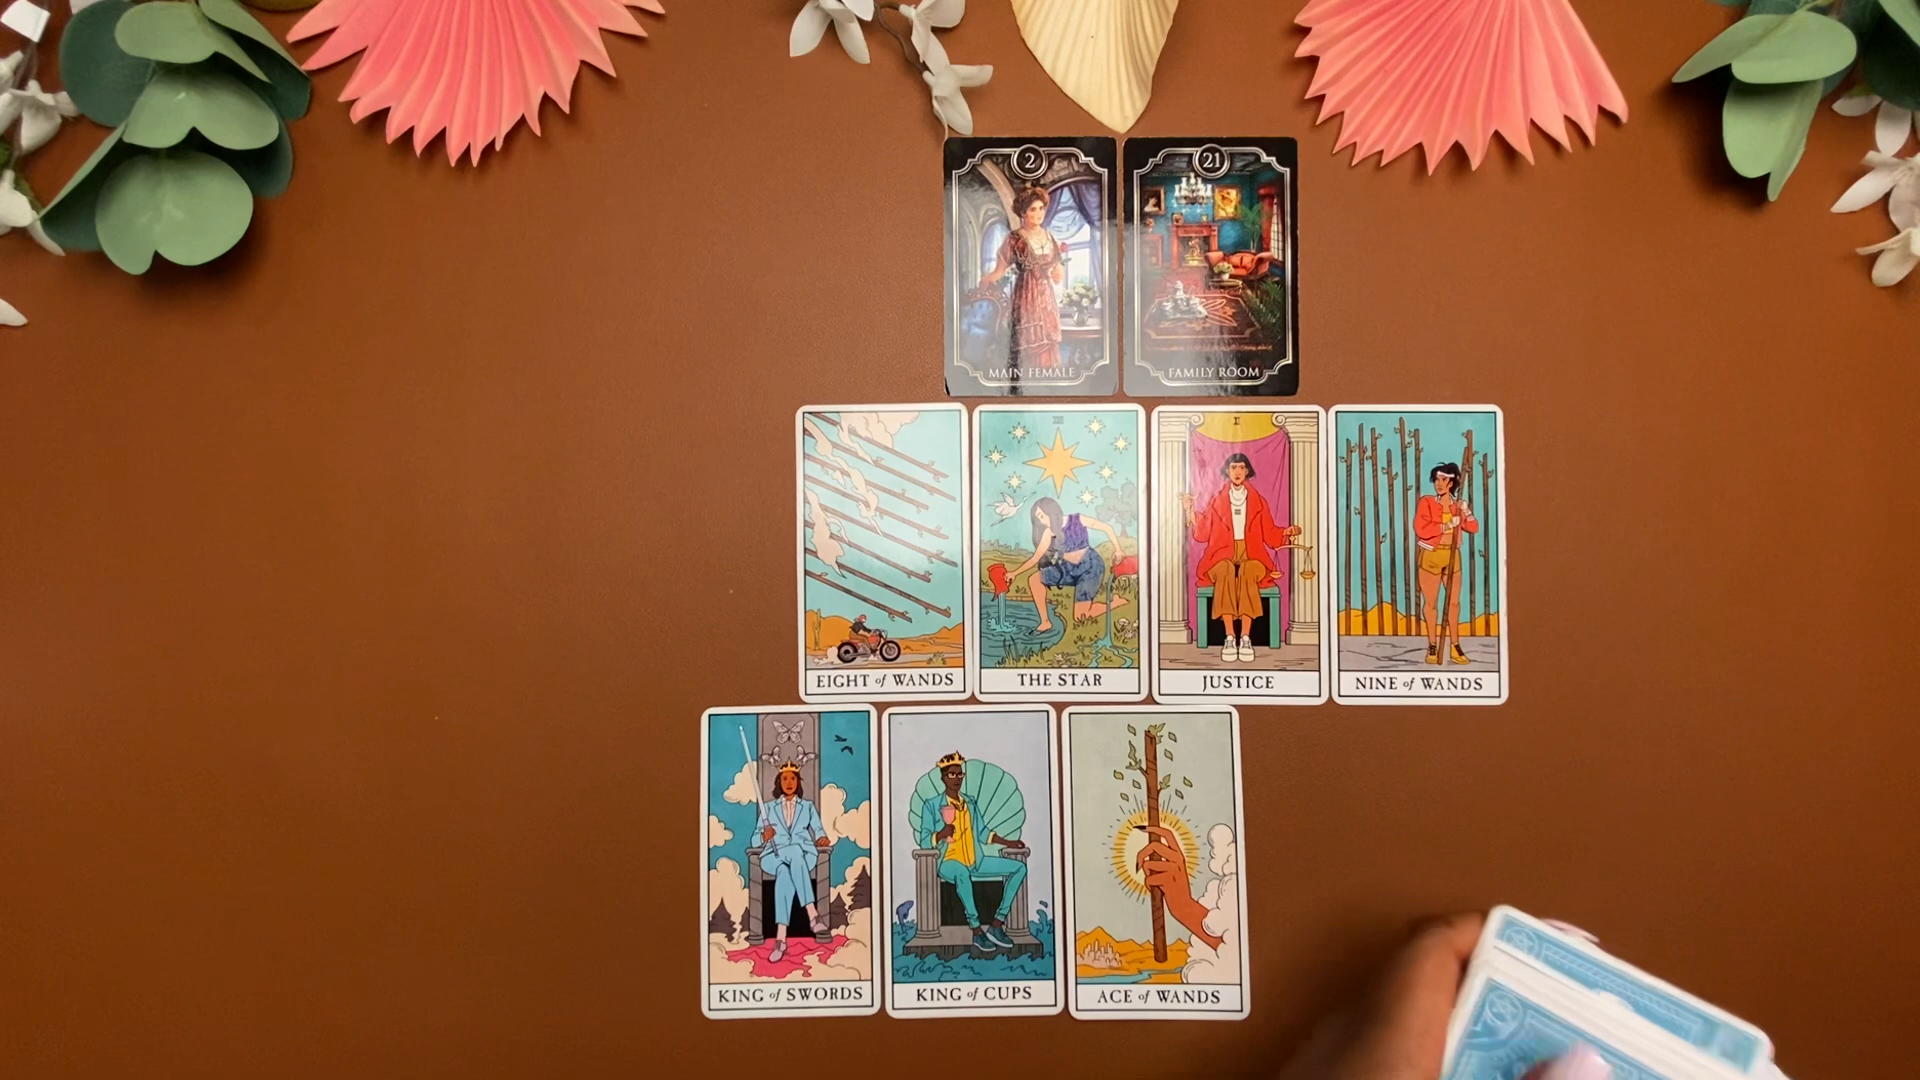 2
21
MAIN FEMALE
FAMILY ROOM
EIGHT of WANDS
THE STAR
JUSTICE
NINE of WANDS
KING of SWORDS
KING of CUPS
ACE of WANDS